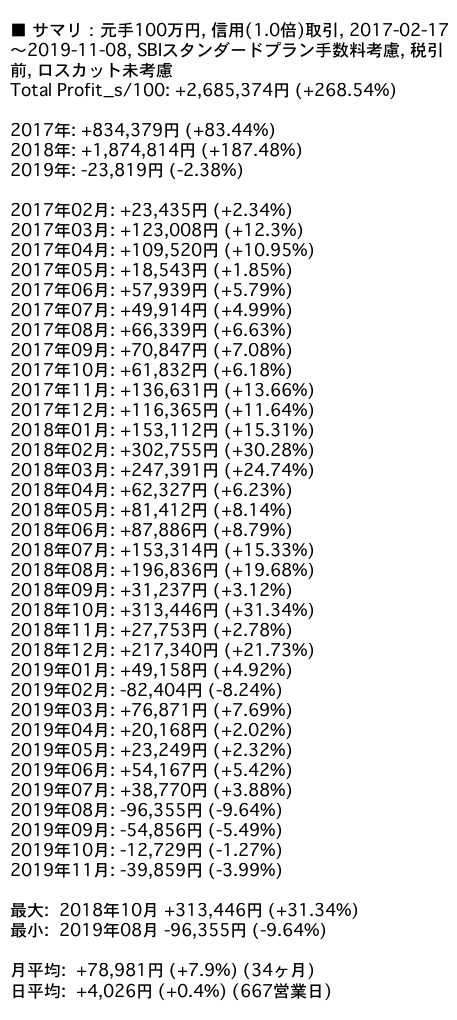 ■ サマリ：元手100万円, 信用(1.0倍)取引, 2017-02-17
〜2019-11-08, SBIスタンダードプラン手数料考慮, 税引
前, ロスカット未考慮
Total Profit_s/100: +2,685,374円 (+268.54%)
2017年: +834,379円 (+83.44%)
2018年: +1,874,814円 (+187.48%)
2019年: -23,819円 (-2.38%)
2017年02月: +23,435円 (+2.34%)
2017年03月: +123,008円 (+12.3%)
2017年04月: +109,520円 (+10.95%)
2017年05月: +18,543円 (+1.85%)
2017年06月: +57,939円 (+5.79%)
2017年07月: +49,914円 (+4.99%)
2017年08月: +66,339円 (+6.63%)
2017年09月: +70,847円 (+7.08%)
2017年10月: +61,832円 (+6.18%)
2017年11月: +136,631円 (+13.66%)
2017年12月: +116,365円 (+11.64%)
2018年01月: +153,112円 (+15.31%)
2018年02月: +302,755円 (+30.28%)
2018年03月: +247,391円 (+24.74%)
2018年04月: +62,327円 (+6.23%)
2018年05月: +81,412円 (+8.14%)
2018年06月: +87,886円 (+8.79%)
2018年07月: +153,314円 (+15.33%)
2018年08月: +196,836円 (+19.68%)
2018年09月: +31,237円 (+3.12%)
2018年10月: +313,446円 (+31.34%)
2018年11月: +27,753円 (+2.78%)
2018年12月: +217,340円 (+21.73%)
2019年01月: +49,158円 (+4.92%)
2019年02月: -82,404円 (-8.24%)
2019年03月: +76,871円 (+7.69%)
2019年04月: +20,168円 (+2.02%)
2019年05月: +23,249円 (+2.32%)
2019年06月: +54,167円 (+5.42%)
2019年07月: +38,770円 (+3.88%)
2019年08月: -96,355円 (-9.64%)
2019年09月: -54,856円 (-5.49%)
2019年10月: -12,729円 (-1.27%)
2019年11月: -39,859円 (-3.99%)
最大: 2018年10月 +313,446円 (+31.34%)
最小: 2019年08月 -96,355円 (-9.64%)
月平均: +78,981円 (+7.9%) (34ヶ月)
日平均: +4,026円 (+0.4%) (667営業日)